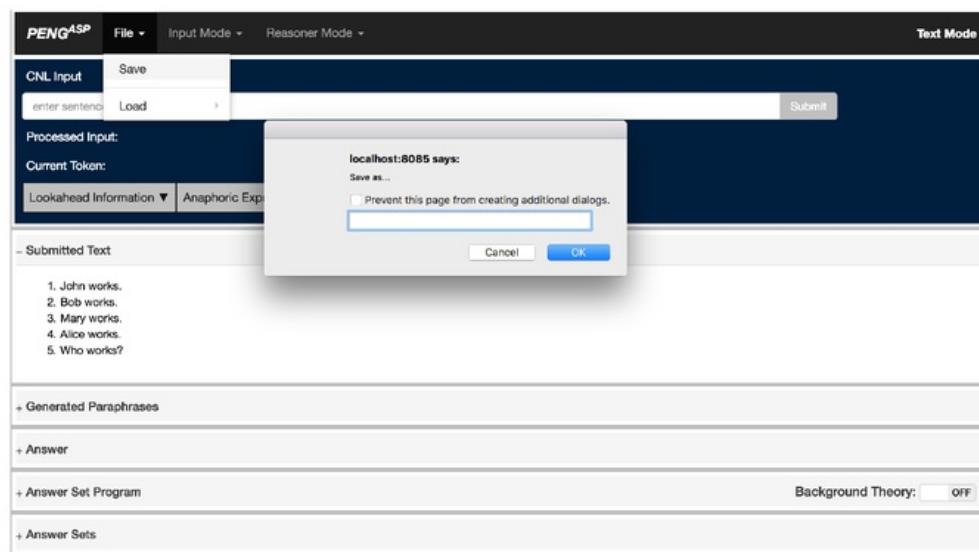 PENGASP File Input Mode Reasoner Mode Text Mode
CNL Input
Save
enter sentenc
Load
Submit
Processed Input:
Current Token:
Lookahead Information ▼ Anaphoric Exp
localhost:8085 says:
Save as...
Prevent this page from creating additional dialogs.
Cancel OK
– Submitted Text
1. John works.
2. Bob works.
3. Mary works.
4. Alice works.
5. Who works?
+ Generated Paraphrases
+ Answer
+ Answer Set Program Background Theory: OFF
+ Answer Sets